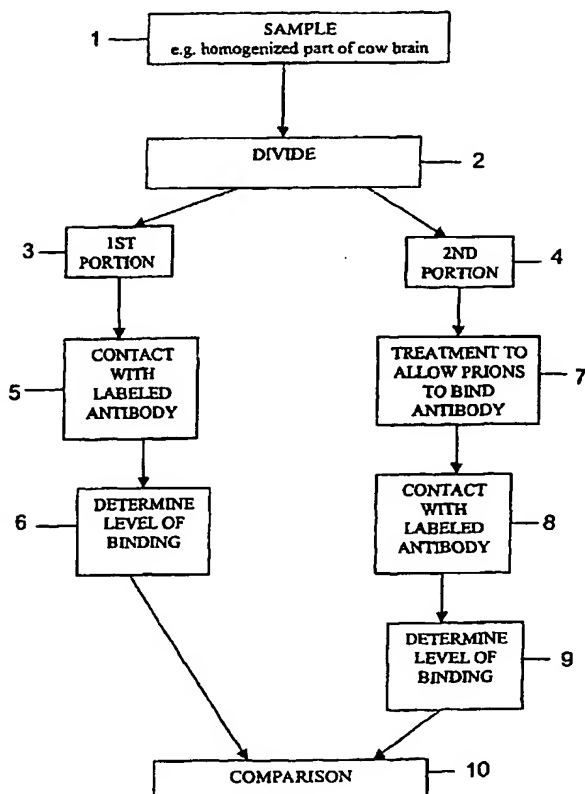 1
SAMPLE
e.g. homogenized part of cow brain
DIVIDE
2
3
1ST
PORTION
2ND
PORTION
4
5
CONTACT
WITH
LABELED
ANTIBODY
TREATMENT TO
ALLOW PRIONS
TO BIND
ANTIBODY
7
6
DETERMINE
LEVEL OF
BINDING
CONTACT
WITH
LABELED
ANTIBODY
8
DETERMINE
LEVEL OF
BINDING
9
COMPARISON
10